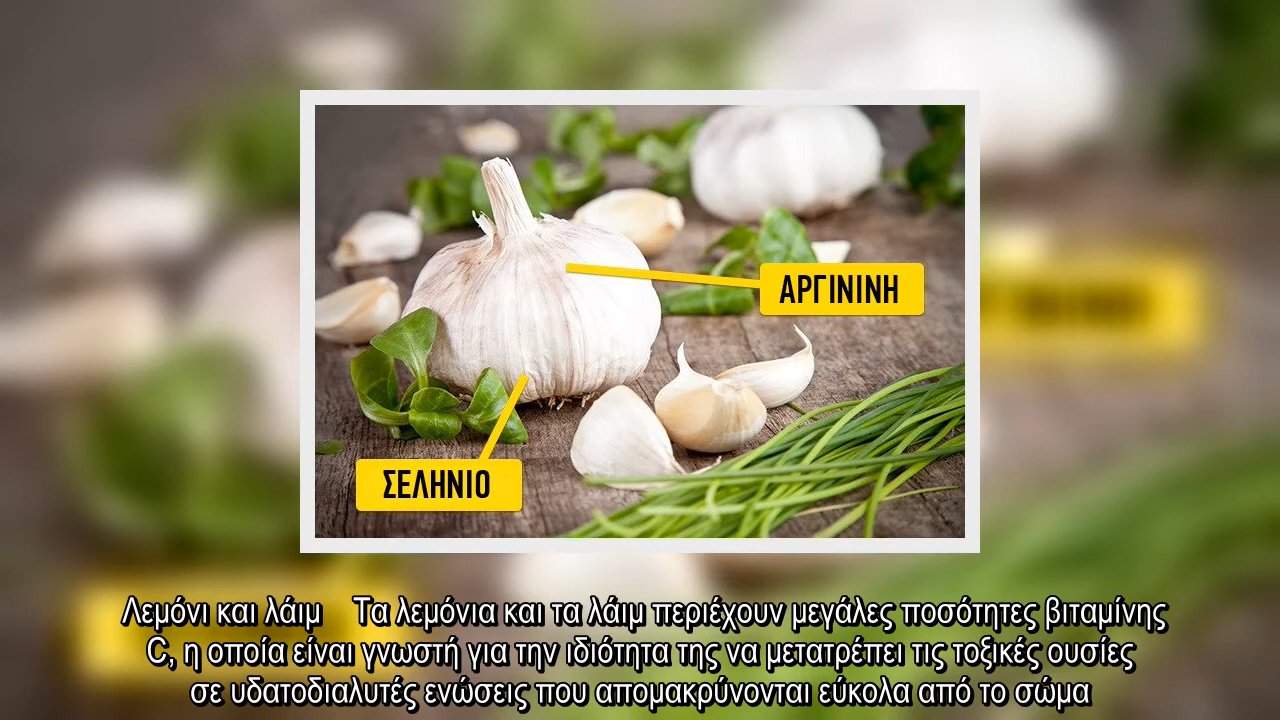 ΑΡΓΙΝΙΝΗ
ΣΕΛΗΝΙΟ
Λεμόνι και λάιμ Τα λεμόνια και τα λάιμ περιέχουν μεγάλες ποσότητες βιταμίνης
C, η οποία είναι γνωστή για την ιδιότητα της να μετατρέπει τις τοξικές ουσίες
σε υδατοδιαλυτές ενώσεις που απομακρύνονται εύκολα από το σώμα